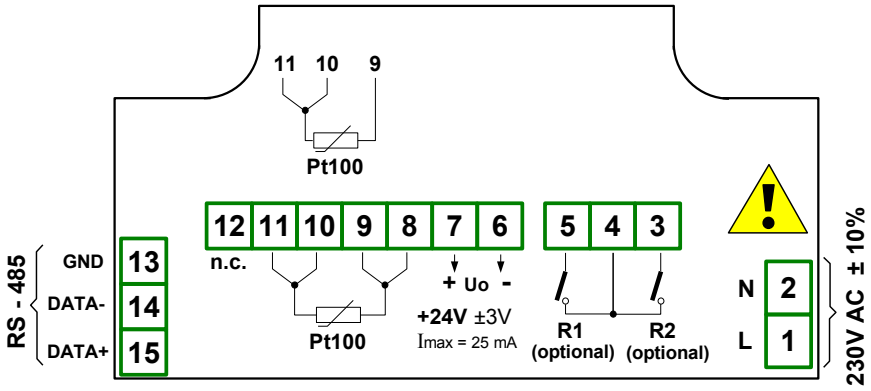 11 10 9
Pt100
12 11 10 9 8 7 6 5 4 3
n.c.
+ Uo -
+24V ±3V
Imax = 25 mA
Pt100
R1
(optional)
R2
(optional)
RS - 485
GND 13
DATA- 14
DATA+ 15
N 2
L 1
230V AC ± 10%